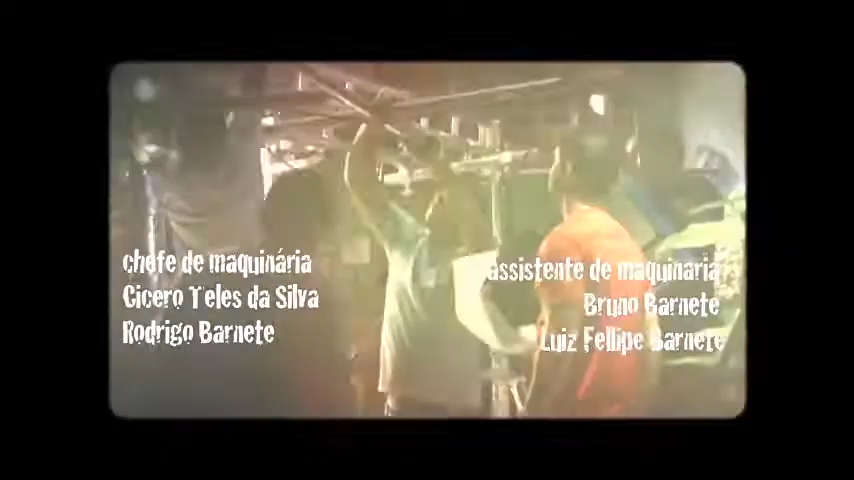 chefe de maquinária
Cicero Teles da Silva
Rodrigo Barnete
assistente de maquinaria
Bruno Barnete
Luiz Fellipe Barnete